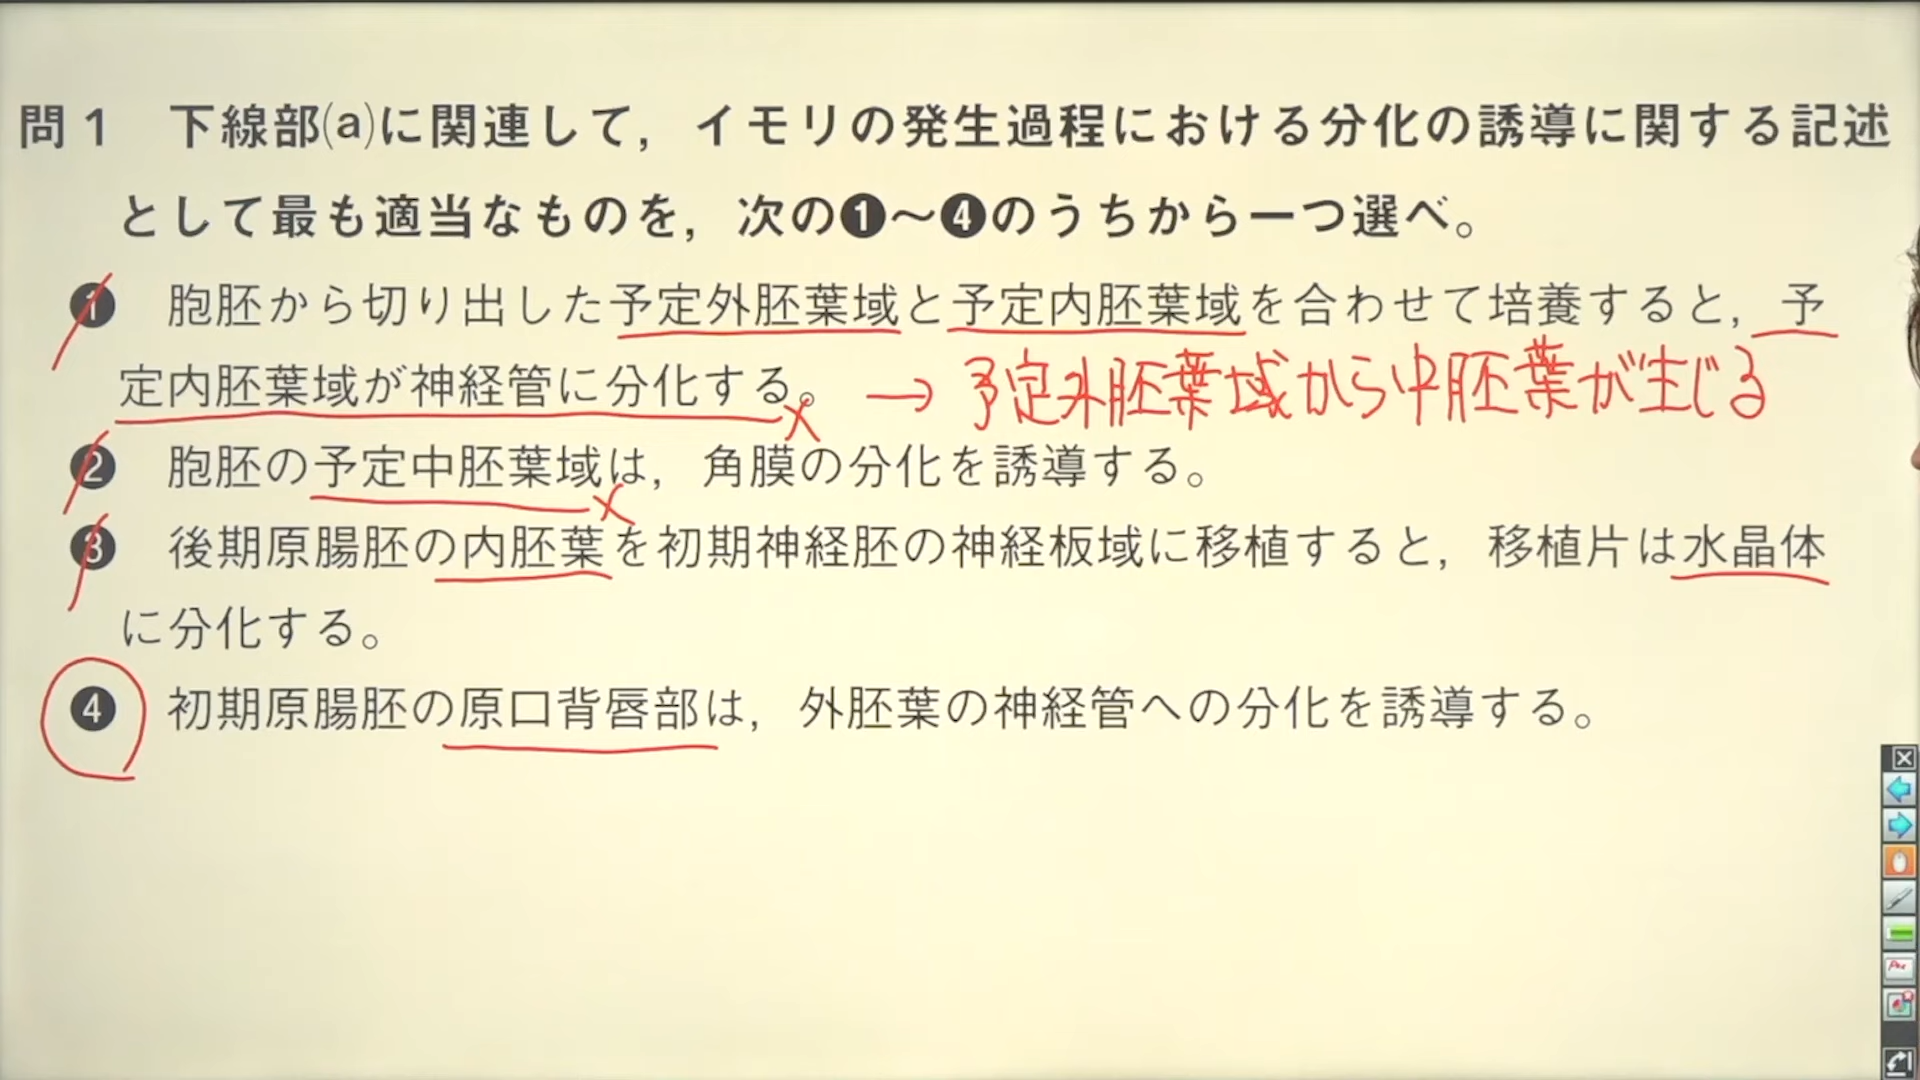 問1 下線部(a)に関連して，イモリの発生過程における分化の誘導に関する記述
として最も適当なものを，次の❶～❹のうちから一つ選べ。
❶ 胞胚から切り出した予定外胚葉域と予定内胚葉域を合わせて培養すると，予
定内胚葉域が神経管に分化する。 × → 予定外胚葉域から中胚葉が生じる
❷ 胞胚の予定中胚葉域は，角膜の分化を誘導する。
×
❸ 後期原腸胚の内胚葉を初期神経胚の神経板域に移植すると，移植片は水晶体
に分化する。
❹ 初期原腸胚の原口背唇部は，外胚葉の神経管への分化を誘導する。